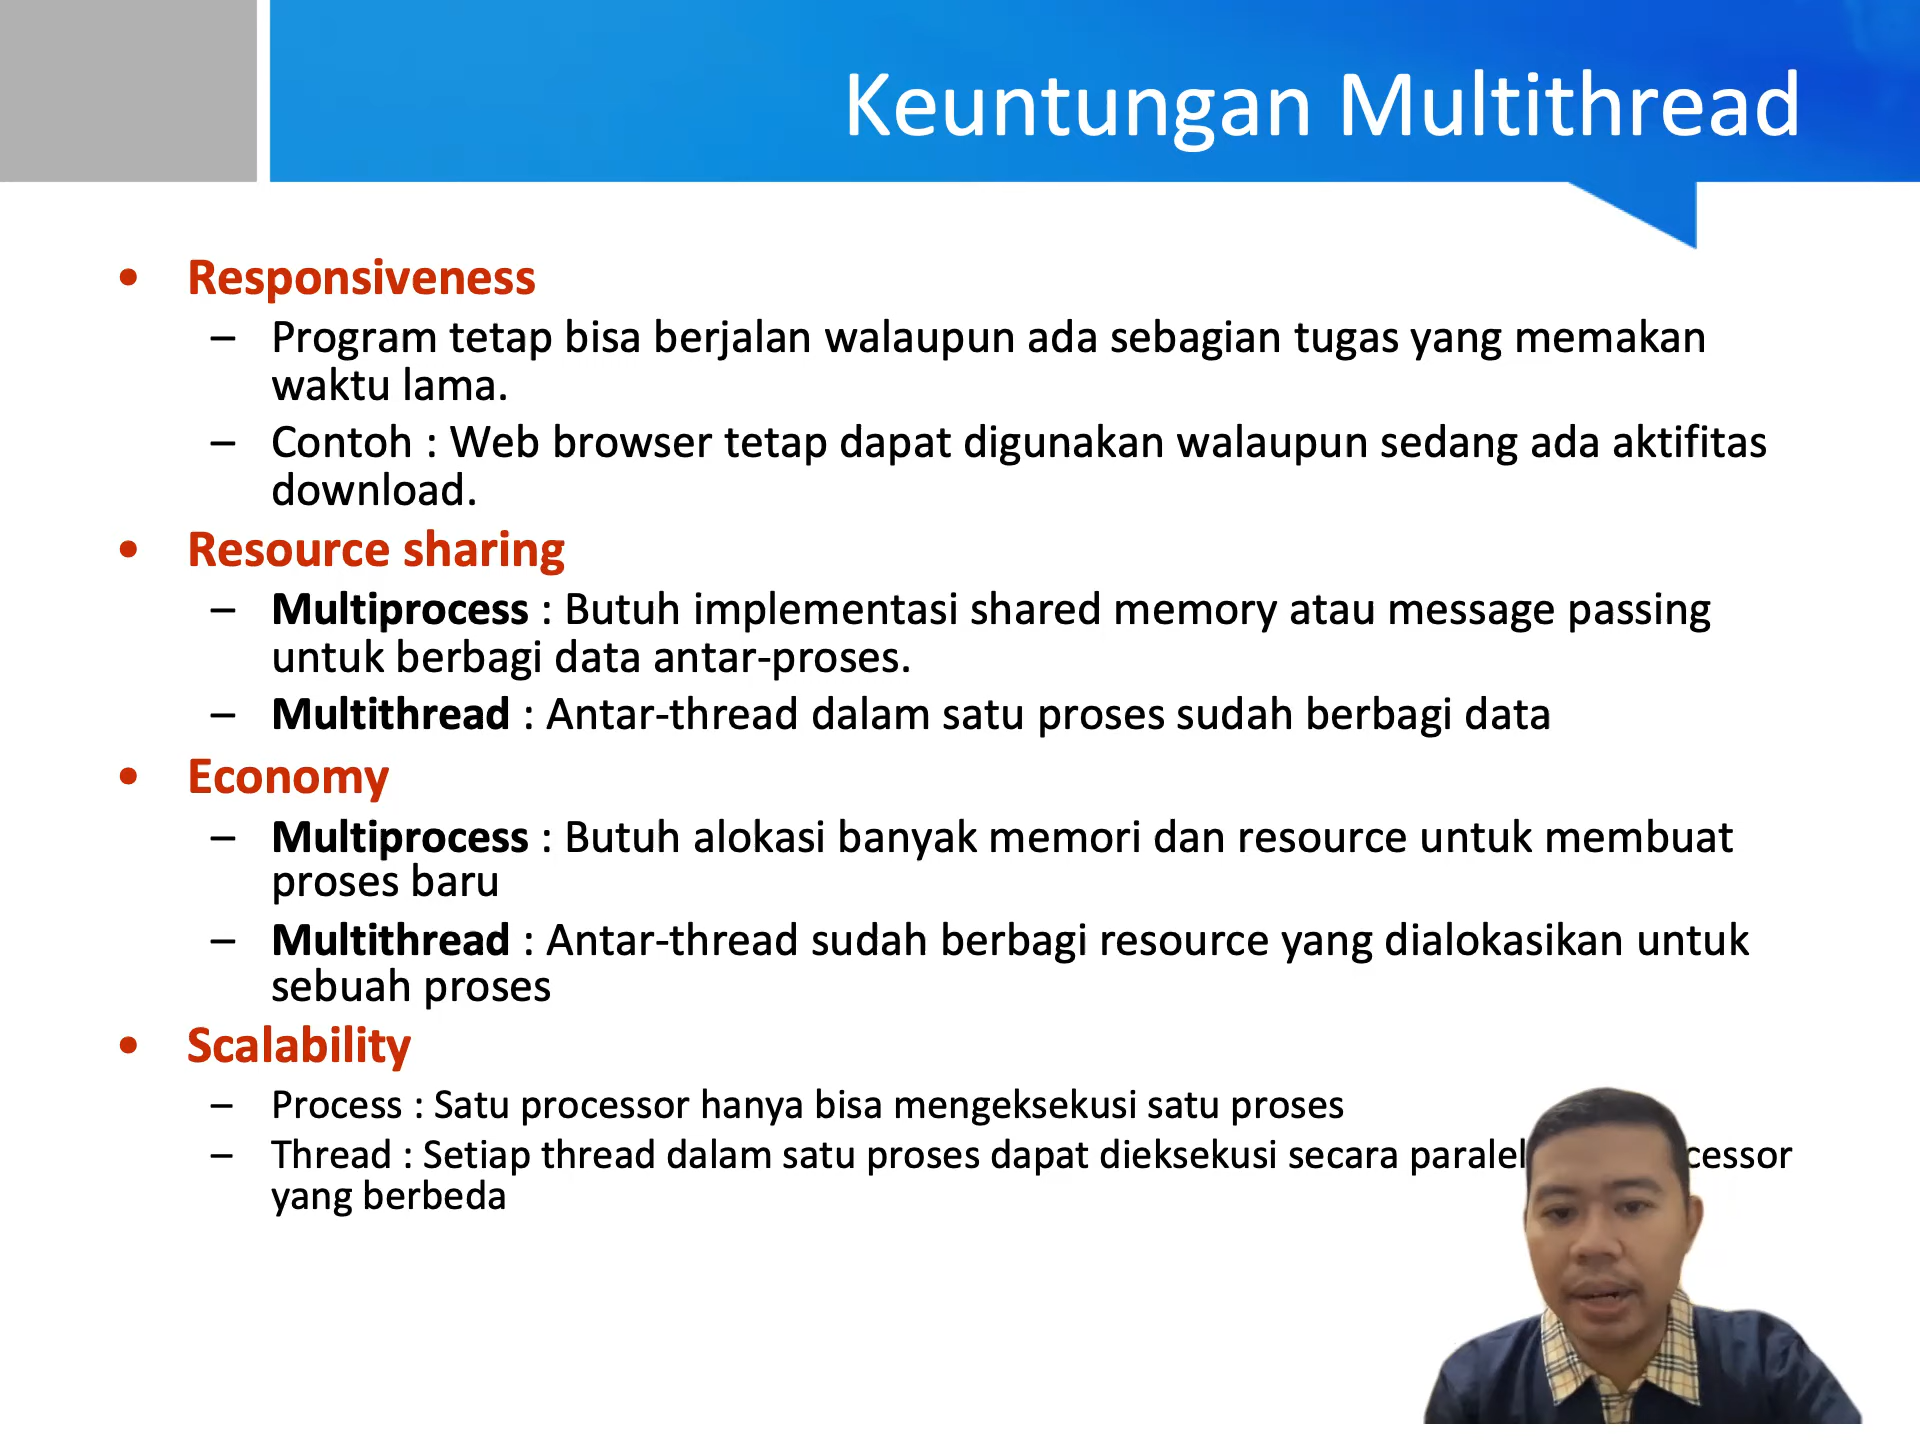 Keuntungan Multithread
• Responsiveness
– Program tetap bisa berjalan walaupun ada sebagian tugas yang memakan
waktu lama.
– Contoh : Web browser tetap dapat digunakan walaupun sedang ada aktifitas
download.
• Resource sharing
– Multiprocess : Butuh implementasi shared memory atau message passing
untuk berbagi data antar-proses.
– Multithread : Antar-thread dalam satu proses sudah berbagi data
• Economy
– Multiprocess : Butuh alokasi banyak memori dan resource untuk membuat
proses baru
– Multithread : Antar-thread sudah berbagi resource yang dialokasikan untuk
sebuah proses
• Scalability
– Process : Satu processor hanya bisa mengeksekusi satu proses
– Thread : Setiap thread dalam satu proses dapat dieksekusi secara paralel cessor
yang berbeda